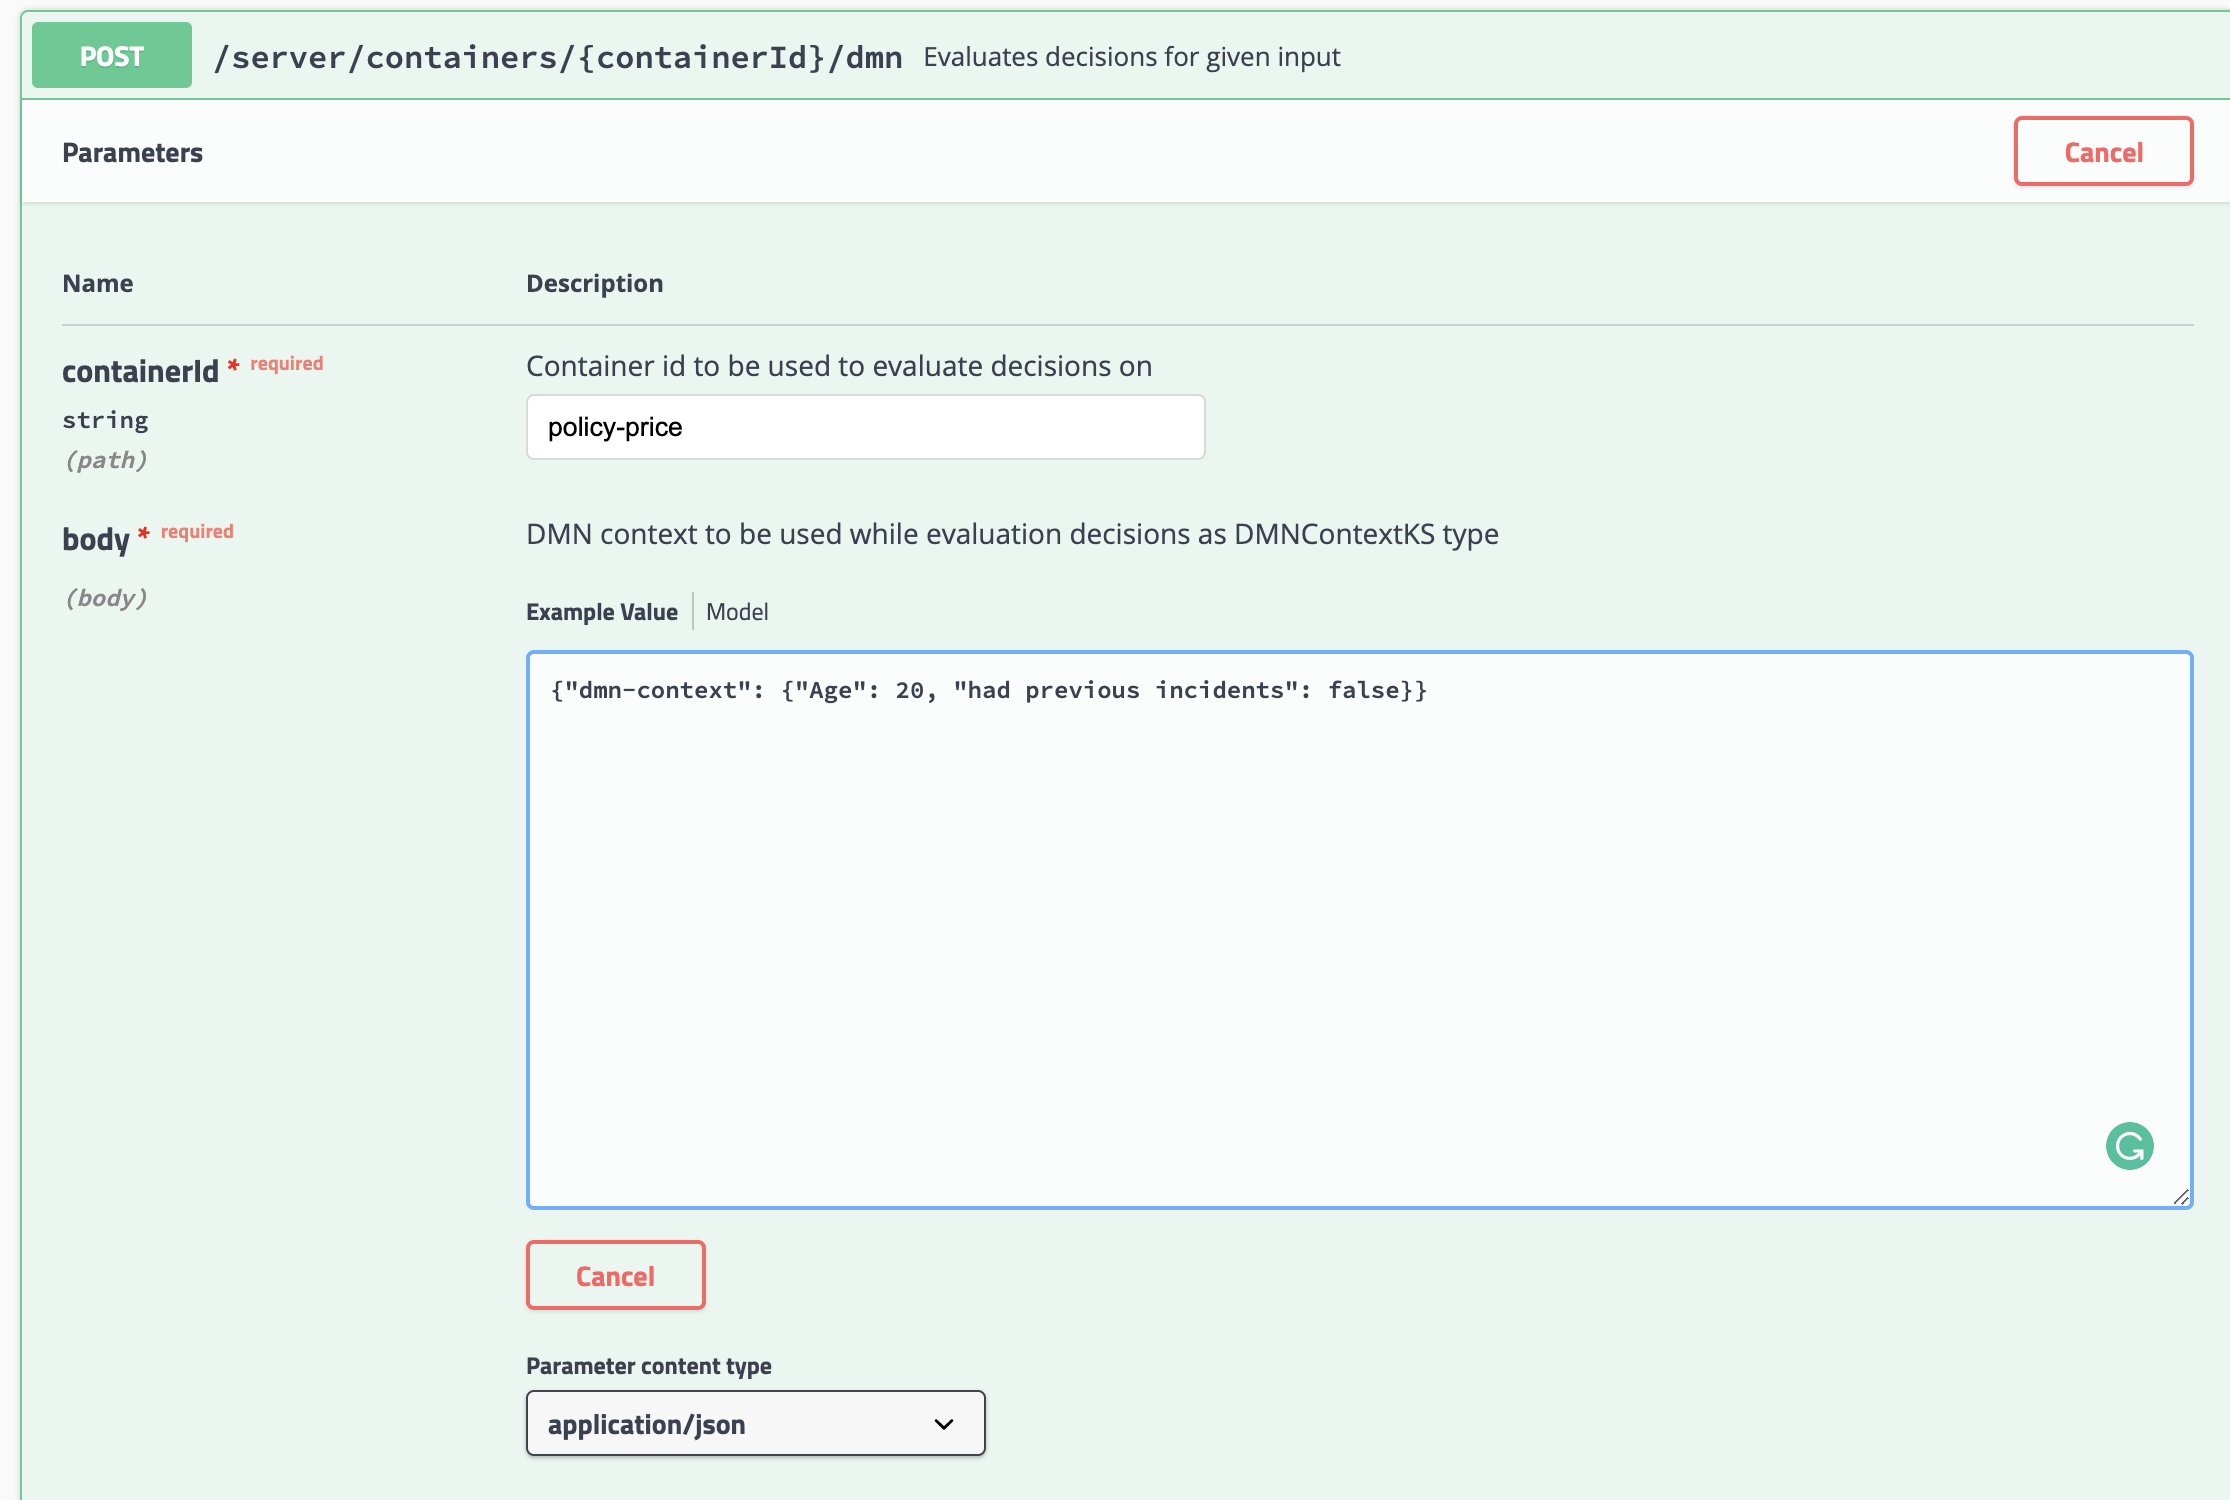 POST /server/containers/{containerId}/dmn Evaluates decisions for given input
Parameters
Cancel
Name Description
containerId * required
string
(path)
Container id to be used to evaluate decisions on
policy-price
body * required
(body)
DMN context to be used while evaluation decisions as DMNContextKS type
Example Value Model
{"dmn-context": {"Age": 20, "had previous incidents": false}}
Cancel
Parameter content type
application/json